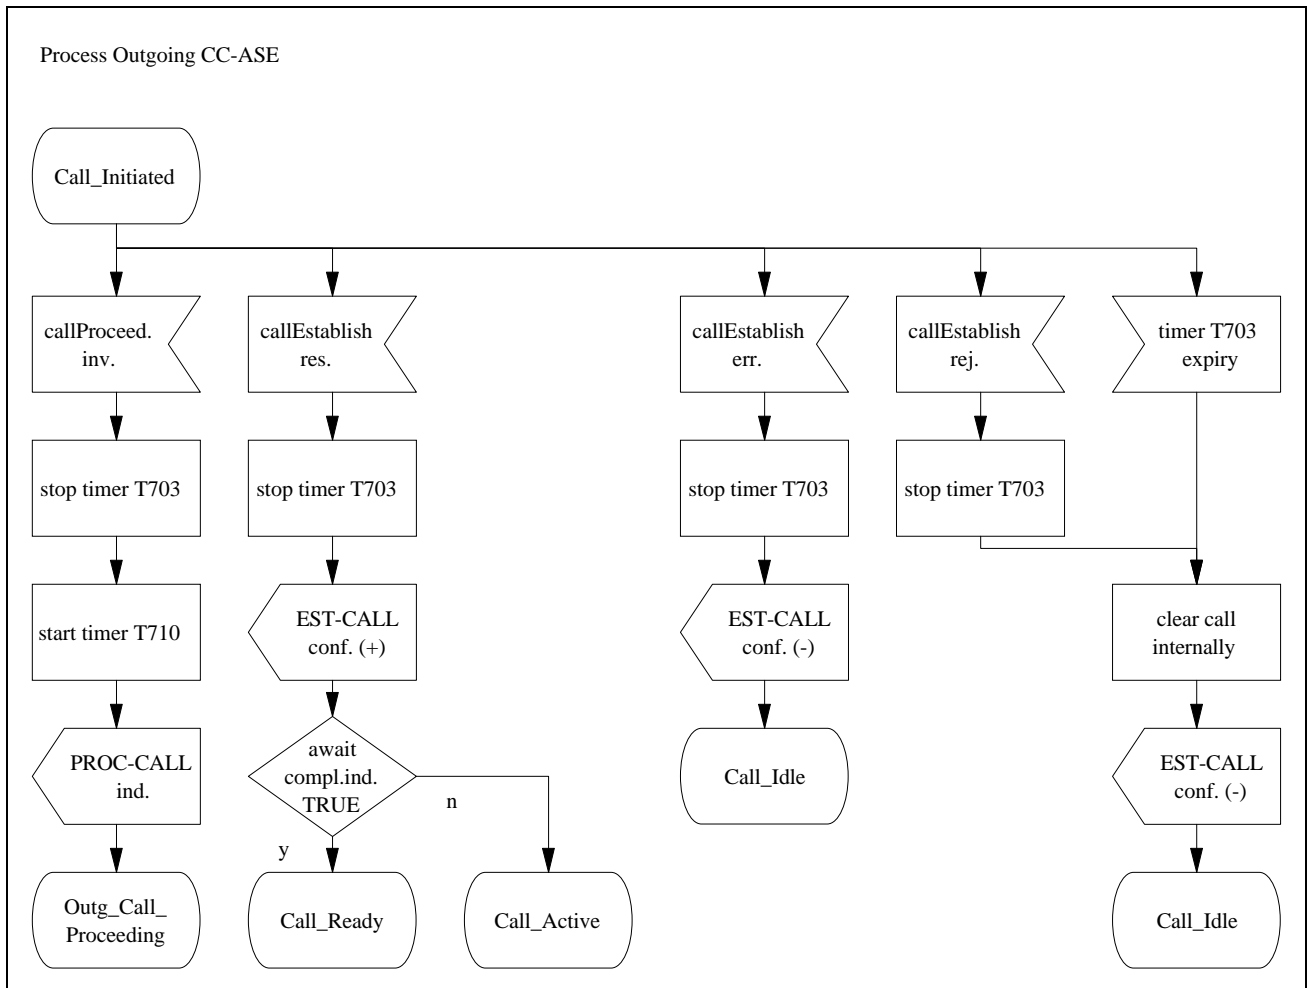 Process Outgoing CC-ASE
Call_Initiated
callProceed.
inv.
callEstablish
res.
callEstablish
err.
callEstablish
rej.
timer T703
expiry
stop timer T703
stop timer T703
stop timer T703
stop timer T703
start timer T710
EST-CALL
conf. (+)
EST-CALL
conf. (-)
clear call
internally
PROC-CALL
ind.
await
compl.ind.
TRUE
n
y
Call_Idle
EST-CALL
conf. (-)
Outg_Call_
Proceeding
Call_Ready
Call_Active
Call_Idle